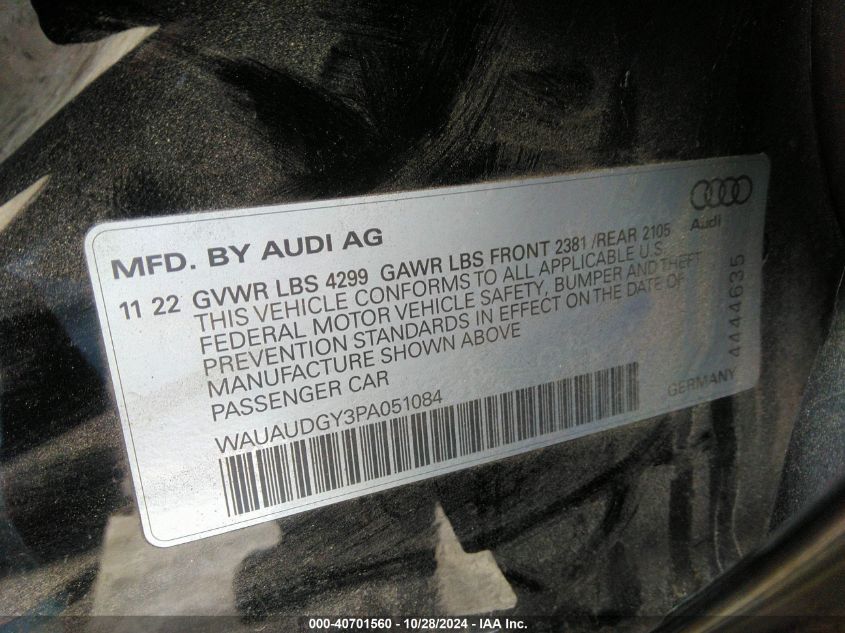 Audi
MFD. BY AUDI AG
11 22 GVWR LBS 4299 GAWR LBS FRONT 2381 /REAR 2105
THIS VEHICLE CONFORMS TO ALL APPLICABLE U.S.
FEDERAL MOTOR VEHICLE SAFETY, BUMPER AND THEFT
PREVENTION STANDARDS IN EFFECT ON THE DATE OF
MANUFACTURE SHOWN ABOVE
PASSENGER CAR
WAUAUDGY3PA051084
GERMANY
4444635
000-40701560 - 10/28/2024 - IAA Inc.